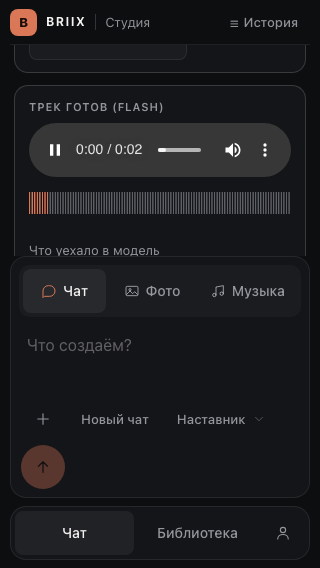 B BRIIX Студия История
ТРЕК ГОТОВ (FLASH)
0:00 / 0:02
Что уехало в модель
Чат Фото Музыка
Что создаём?
Новый чат Наставник
Чат Библиотека